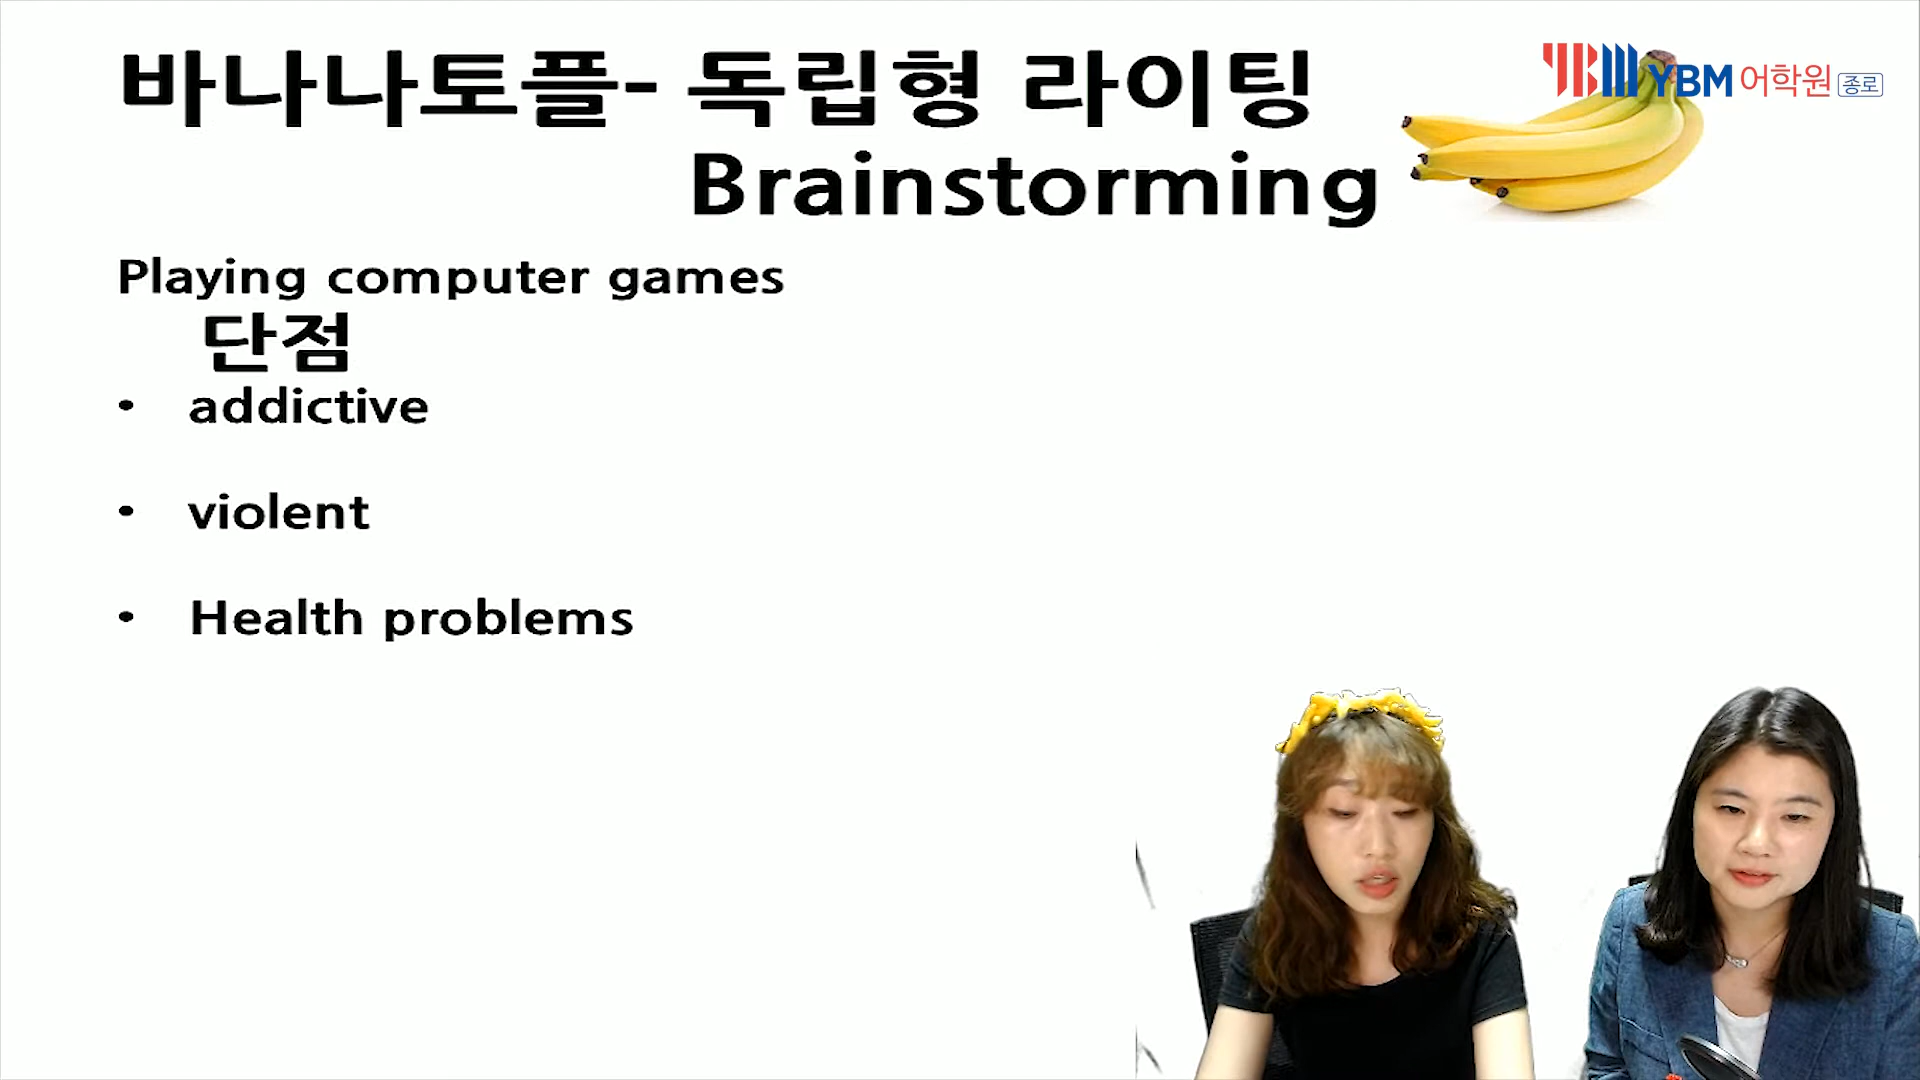 바나나토플- 독립형 라이팅
Brainstorming
YBM 어학원 종로
Playing computer games
단점
• addictive
• violent
• Health problems